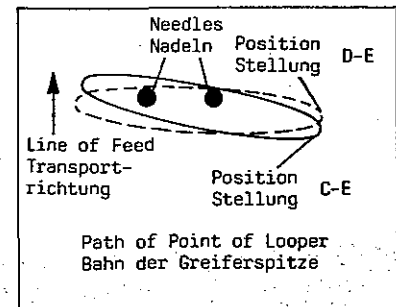 Needles
Nadeln
Position
Stellung D-E
Line of Feed
Transport-
richtung
Position
Stellung C-E
Path of Point of Looper
Bahn der Greiferspitze